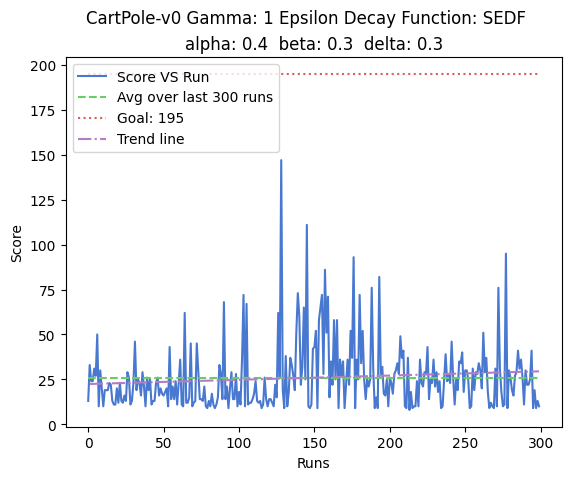 CartPole-v0 Gamma: 1 Epsilon Decay Function: SEDF
alpha: 0.4 beta: 0.3 delta: 0.3
Score VS Run
Avg over last 300 runs
Goal: 195
Trend line
200
175
150
125
100
75
50
25
0
Score
0
50
100
150
200
250
300
Runs